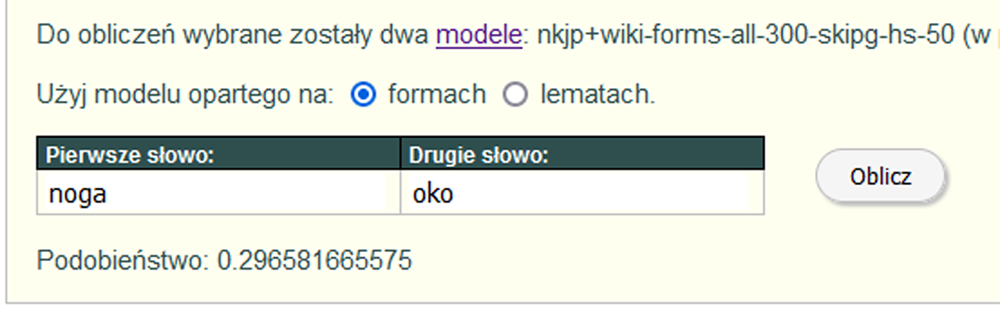 Do obliczeń wybrane zostały dwa modele: nkjp+wiki-forms-all-300-skipg-hs-50 (w
Użyj modelu opartego na: formach lematach.
Pierwsze słowo: Drugie słowo:
noga oko
Oblicz
Podobieństwo: 0.296581665575